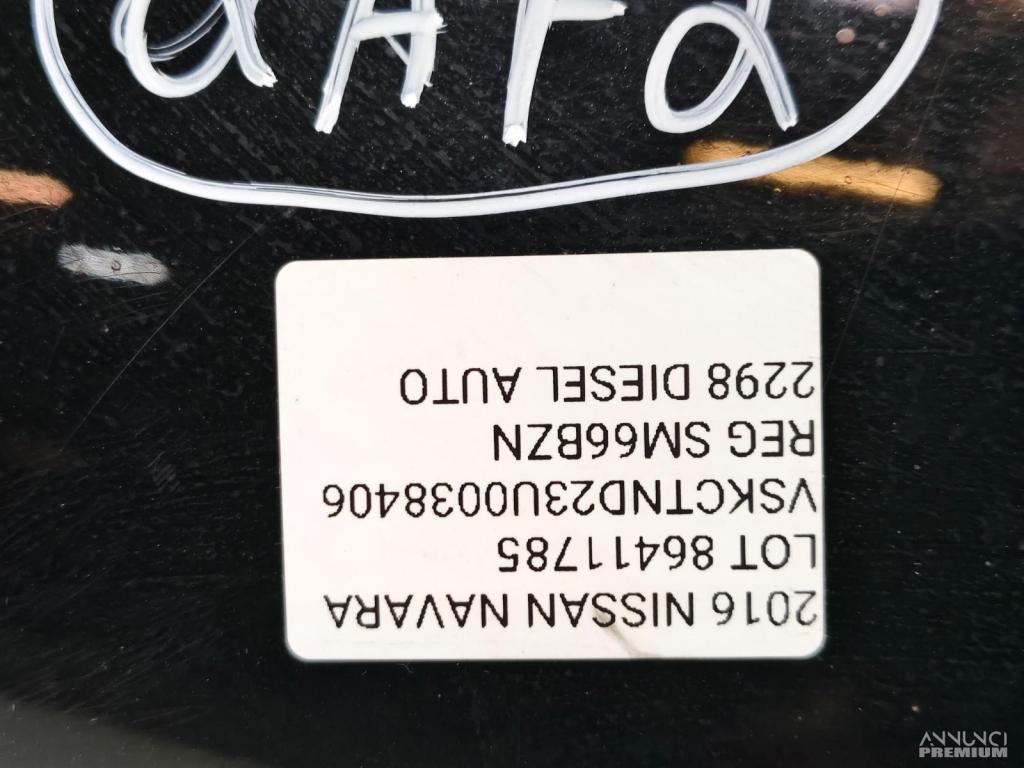 2016 NISSAN NAVARA
LOT 86411785
VSKCTND23U0038406
REG SM66BZN
2298 DIESEL AUTO
ANNUNCI
PREMIUM